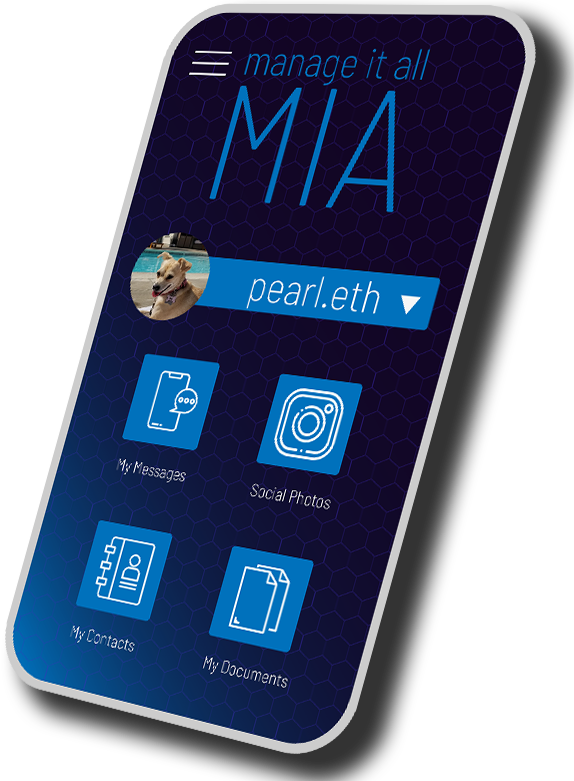 manage it all
MIA
pearl.eth
My Messages
Social Photos
My Contacts
My Documents